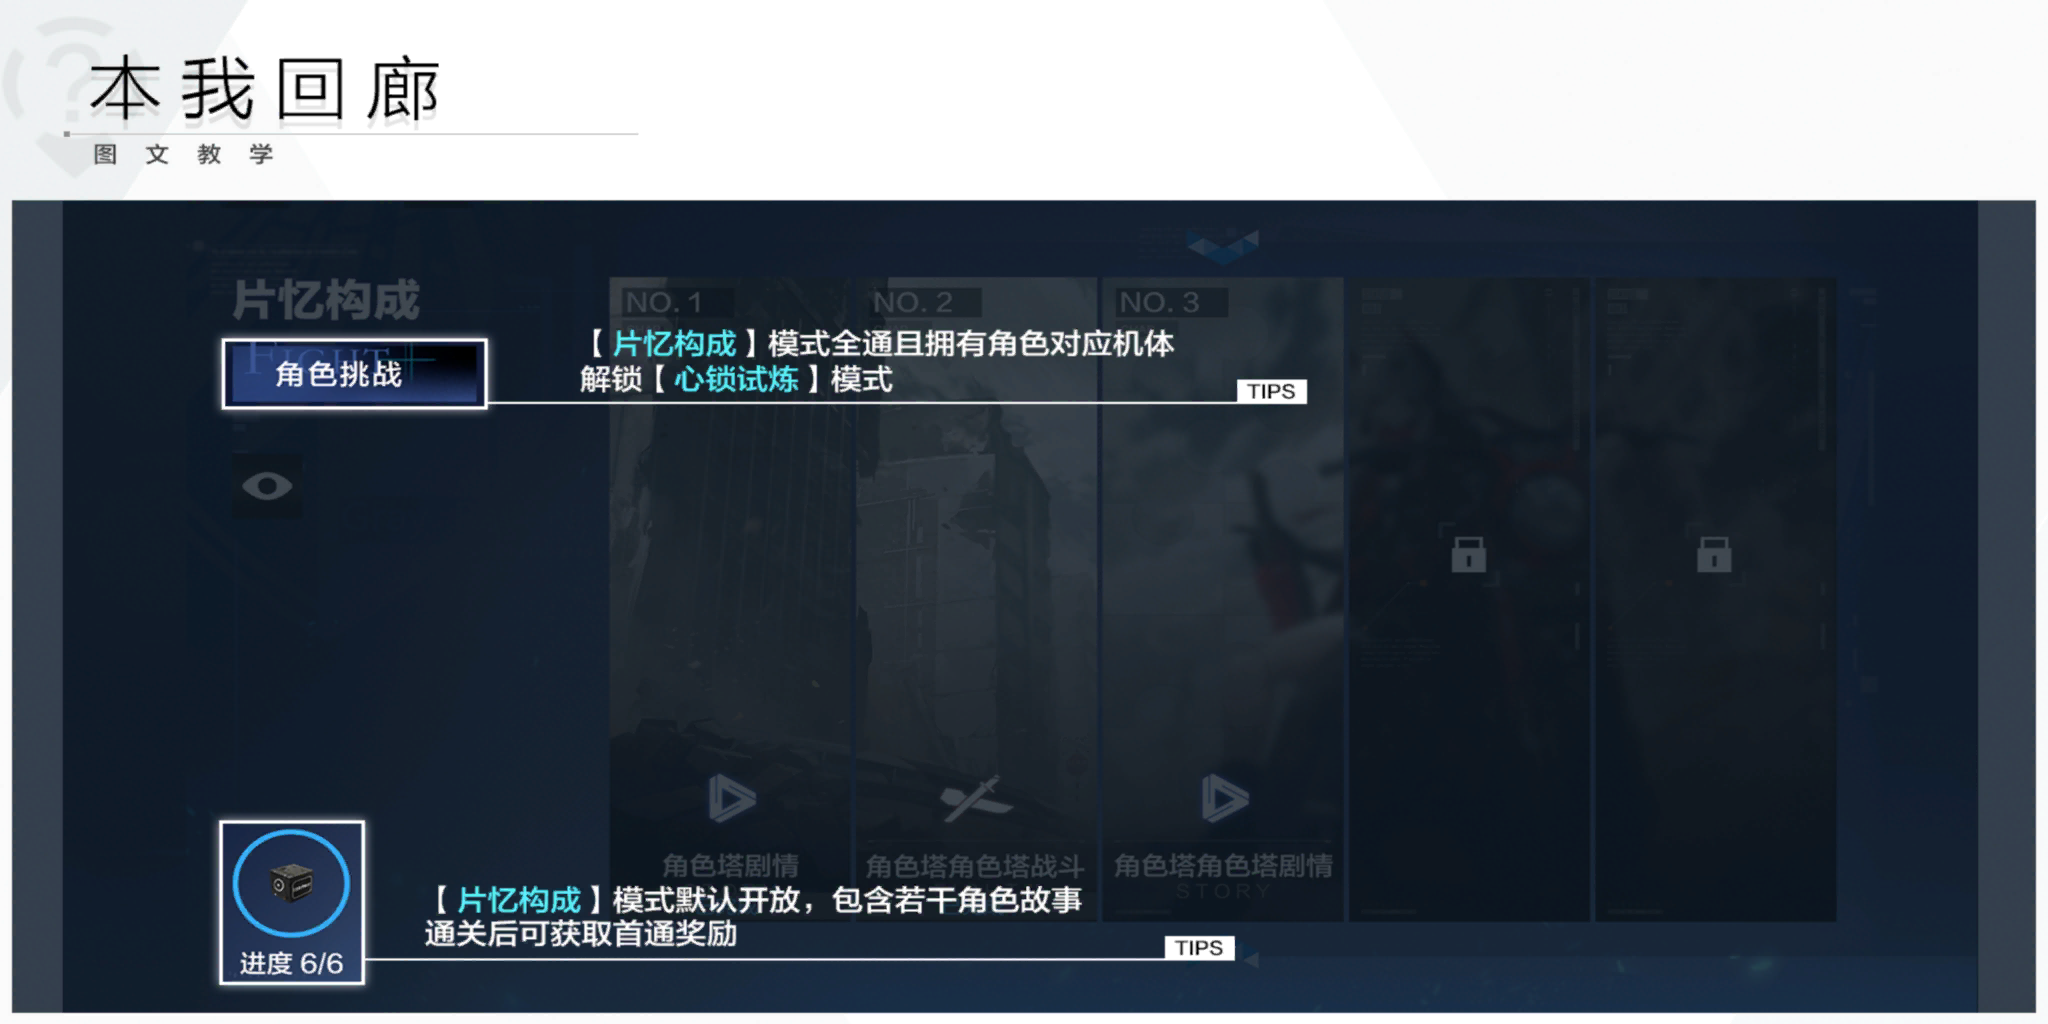 本我回廊
图文教学
片忆构成
NO.1
NO.2
NO.3
FIGHT
角色挑战
【片忆构成】模式全通且拥有角色对应机体
解锁【心锁试炼】模式
TIPS
角色塔剧情
角色塔角色塔战斗
角色塔角色塔剧情
STORY
【片忆构成】模式默认开放，包含若干角色故事
通关后可获取首通奖励
TIPS
进度 6/6